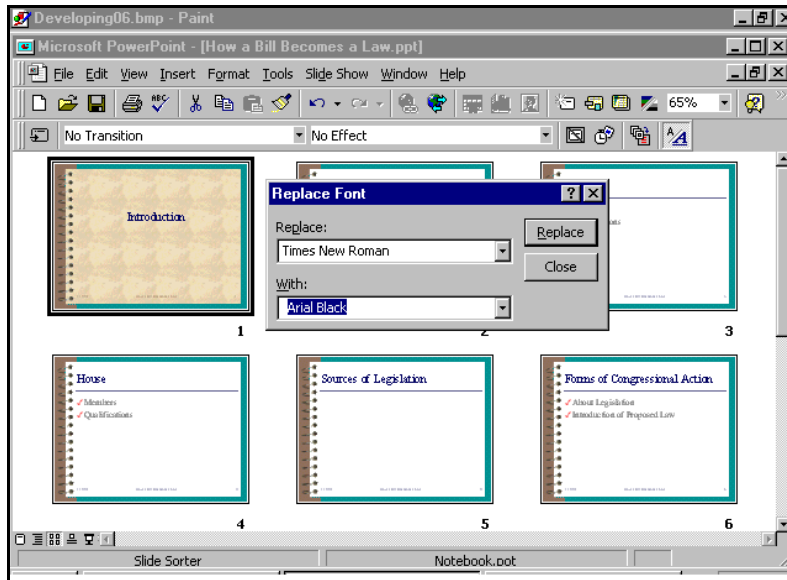 Developing06.bmp - Paint
Microsoft PowerPoint - [How a Bill Becomes a Law.ppt]
File Edit View Insert Format Tools Slide Show Window Help
ABC 65%
No Transition No Effect
Introduction
Replace Font
Replace:
Times New Roman
Replace
Close
With:
Arial Black
1
2
3
House
✓Members
✓Qualifications
Sources of Legislation
Forms of Congressional Action
✓About Legislation
✓Introduction of Proposed Law
4
5
6
Slide Sorter Notebook.pot